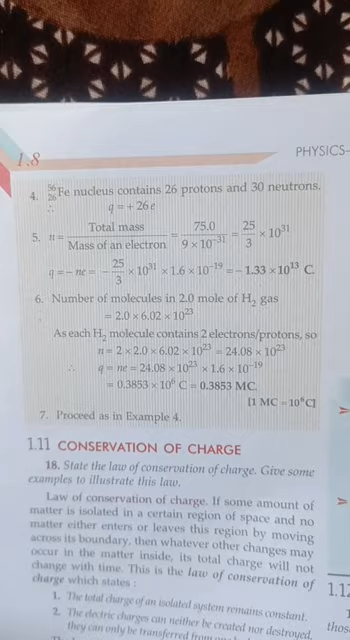 1.8
PHYSICS-
4. ⁵⁶₂₆Fe nucleus contains 26 protons and 30 neutrons.
∴ q = + 26 e
5. n = Total mass / Mass of an electron = 75.0 / 9 × 10⁻³¹ = 25/3 × 10³¹
q = − ne = − 25/3 × 10³¹ × 1.6 × 10⁻¹⁹ = − 1.33 × 10¹³ C.
6. Number of molecules in 2.0 mole of H₂ gas
= 2.0 × 6.02 × 10²³
As each H₂ molecule contains 2 electrons/protons, so
n = 2 × 2.0 × 6.02 × 10²³ = 24.08 × 10²³
∴ q = ne = 24.08 × 10²³ × 1.6 × 10⁻¹⁹
= 0.3853 × 10⁶ C = 0.3853 MC.
[1 MC = 10⁶C]
7. Proceed as in Example 4.
1.11 CONSERVATION OF CHARGE
18. State the law of conservation of charge. Give some
examples to illustrate this law.
Law of conservation of charge. If some amount of
matter is isolated in a certain region of space and no
matter either enters or leaves this region by moving
across its boundary, then whatever other changes may
occur in the matter inside, its total charge will not
change with time. This is the law of conservation of
charge which states :
1. The total charge of an isolated system remains constant.
2. The electric charges can neither be created nor destroyed,
they can only be transferred from
1.12
thos